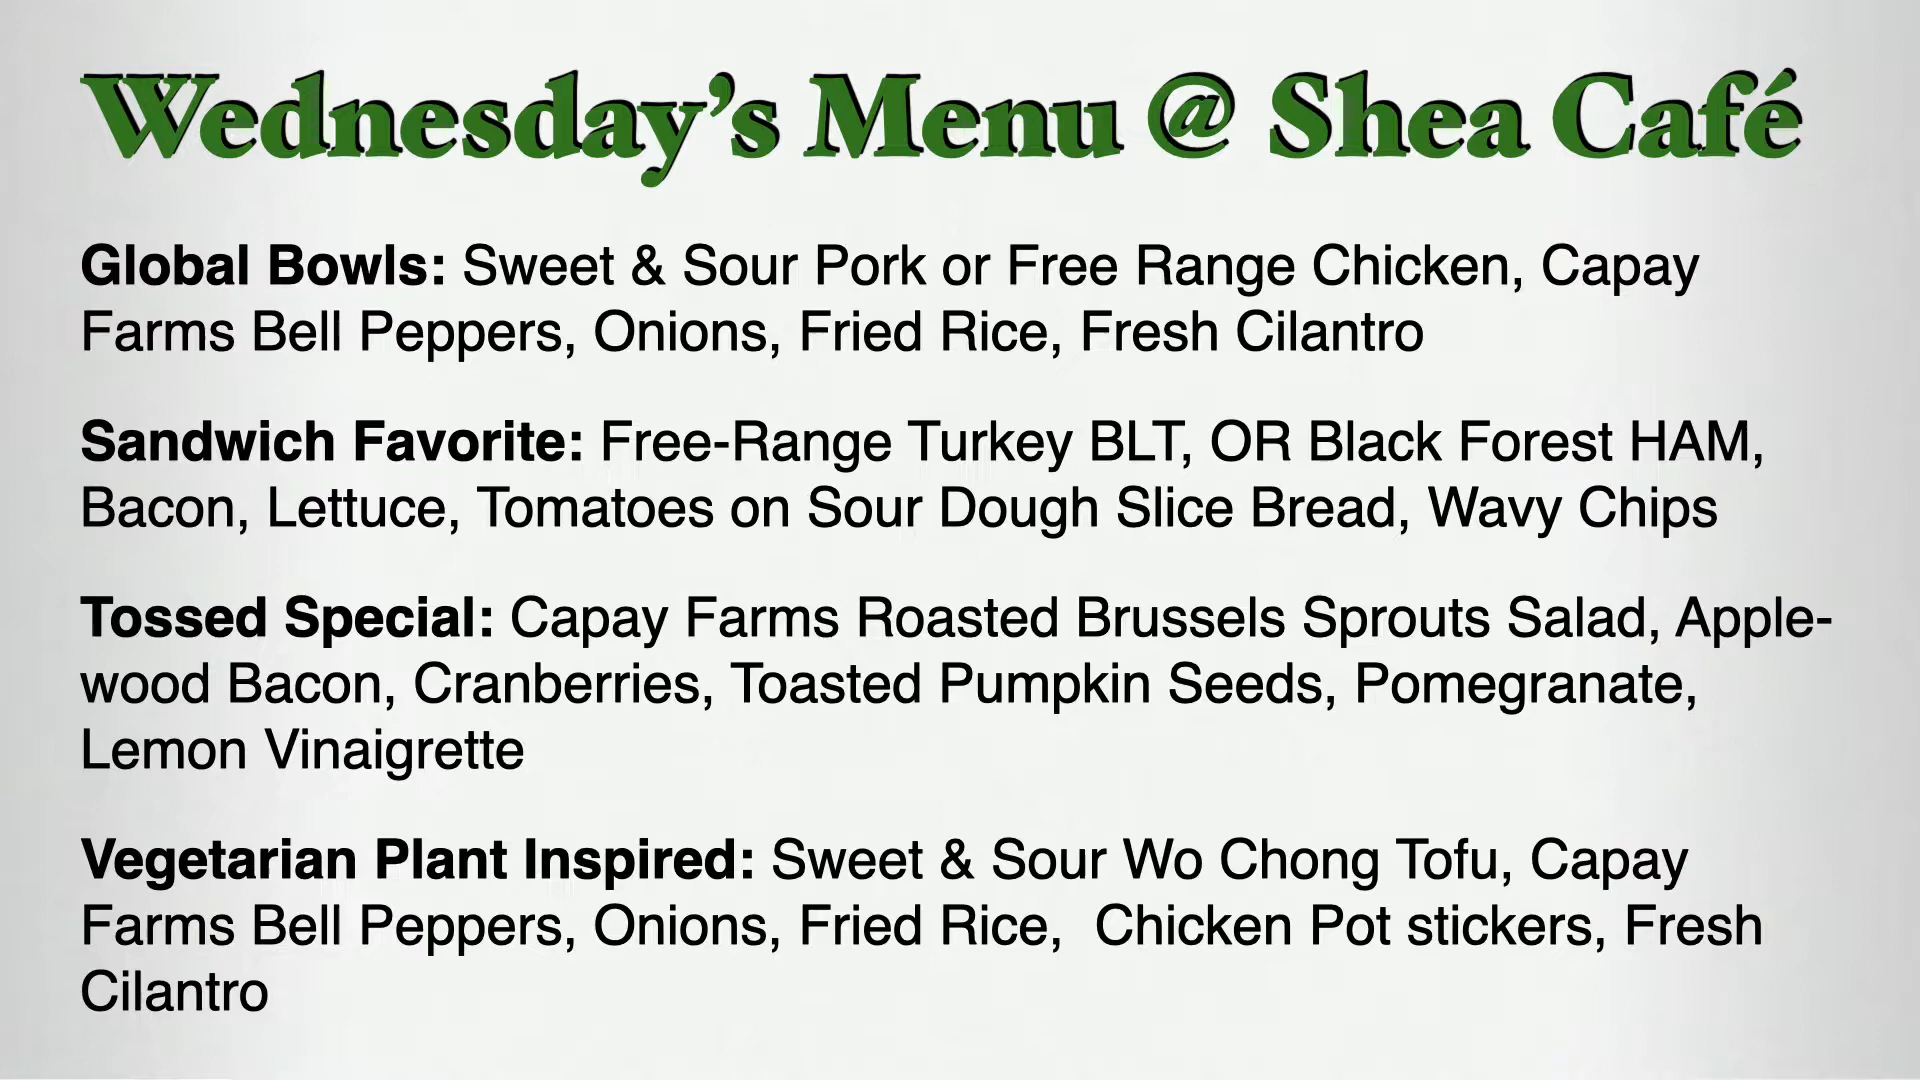 Wednesday’s Menu @ Shea Café
Global Bowls: Sweet & Sour Pork or Free Range Chicken, Capay
Farms Bell Peppers, Onions, Fried Rice, Fresh Cilantro
Sandwich Favorite: Free-Range Turkey BLT, OR Black Forest HAM,
Bacon, Lettuce, Tomatoes on Sour Dough Slice Bread, Wavy Chips
Tossed Special: Capay Farms Roasted Brussels Sprouts Salad, Apple-
wood Bacon, Cranberries, Toasted Pumpkin Seeds, Pomegranate,
Lemon Vinaigrette
Vegetarian Plant Inspired: Sweet & Sour Wo Chong Tofu, Capay
Farms Bell Peppers, Onions, Fried Rice,  Chicken Pot stickers, Fresh
Cilantro